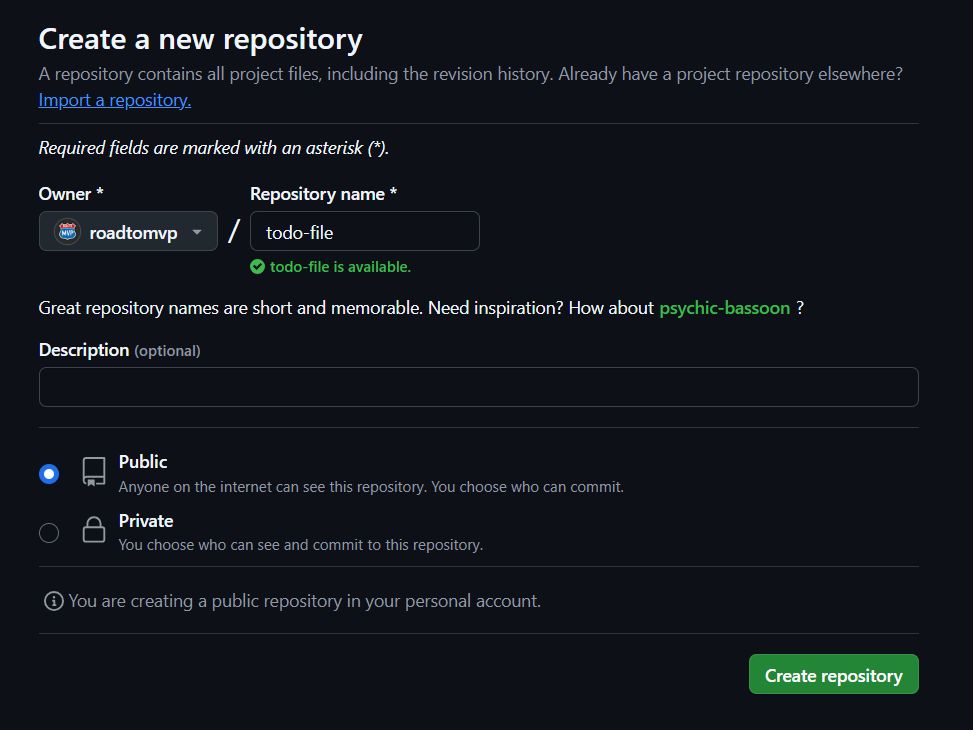 Create a new repository
A repository contains all project files, including the revision history. Already have a project repository elsewhere?
Import a repository.
Required fields are marked with an asterisk (*).
Owner *
Repository name *
MVP
roadtomvp
/
todo-file
todo-file is available.
Great repository names are short and memorable. Need inspiration? How about psychic-bassoon ?
Description (optional)
Public
Anyone on the internet can see this repository. You choose who can commit.
Private
You choose who can see and commit to this repository.
You are creating a public repository in your personal account.
Create repository